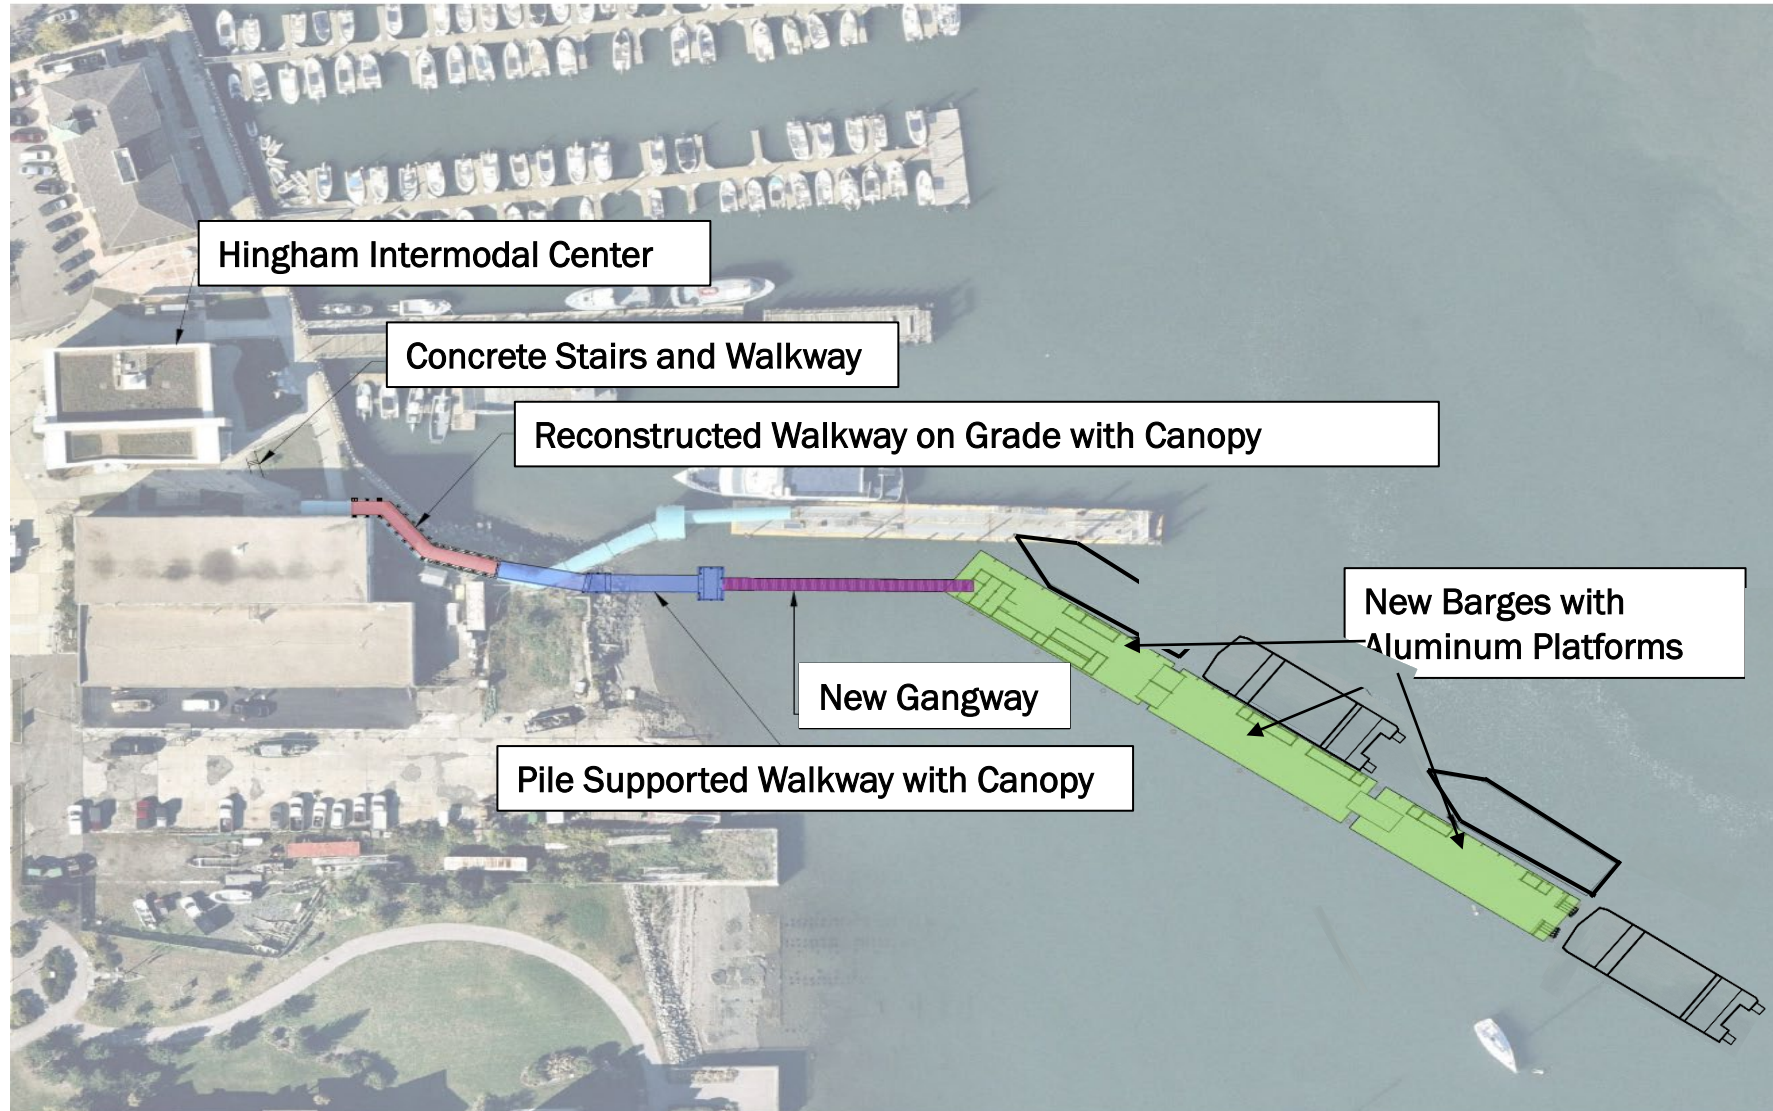 Hingham Intermodal Center
Concrete Stairs and Walkway
Reconstructed Walkway on Grade with Canopy
New Barges with
Aluminum Platforms
New Gangway
Pile Supported Walkway with Canopy